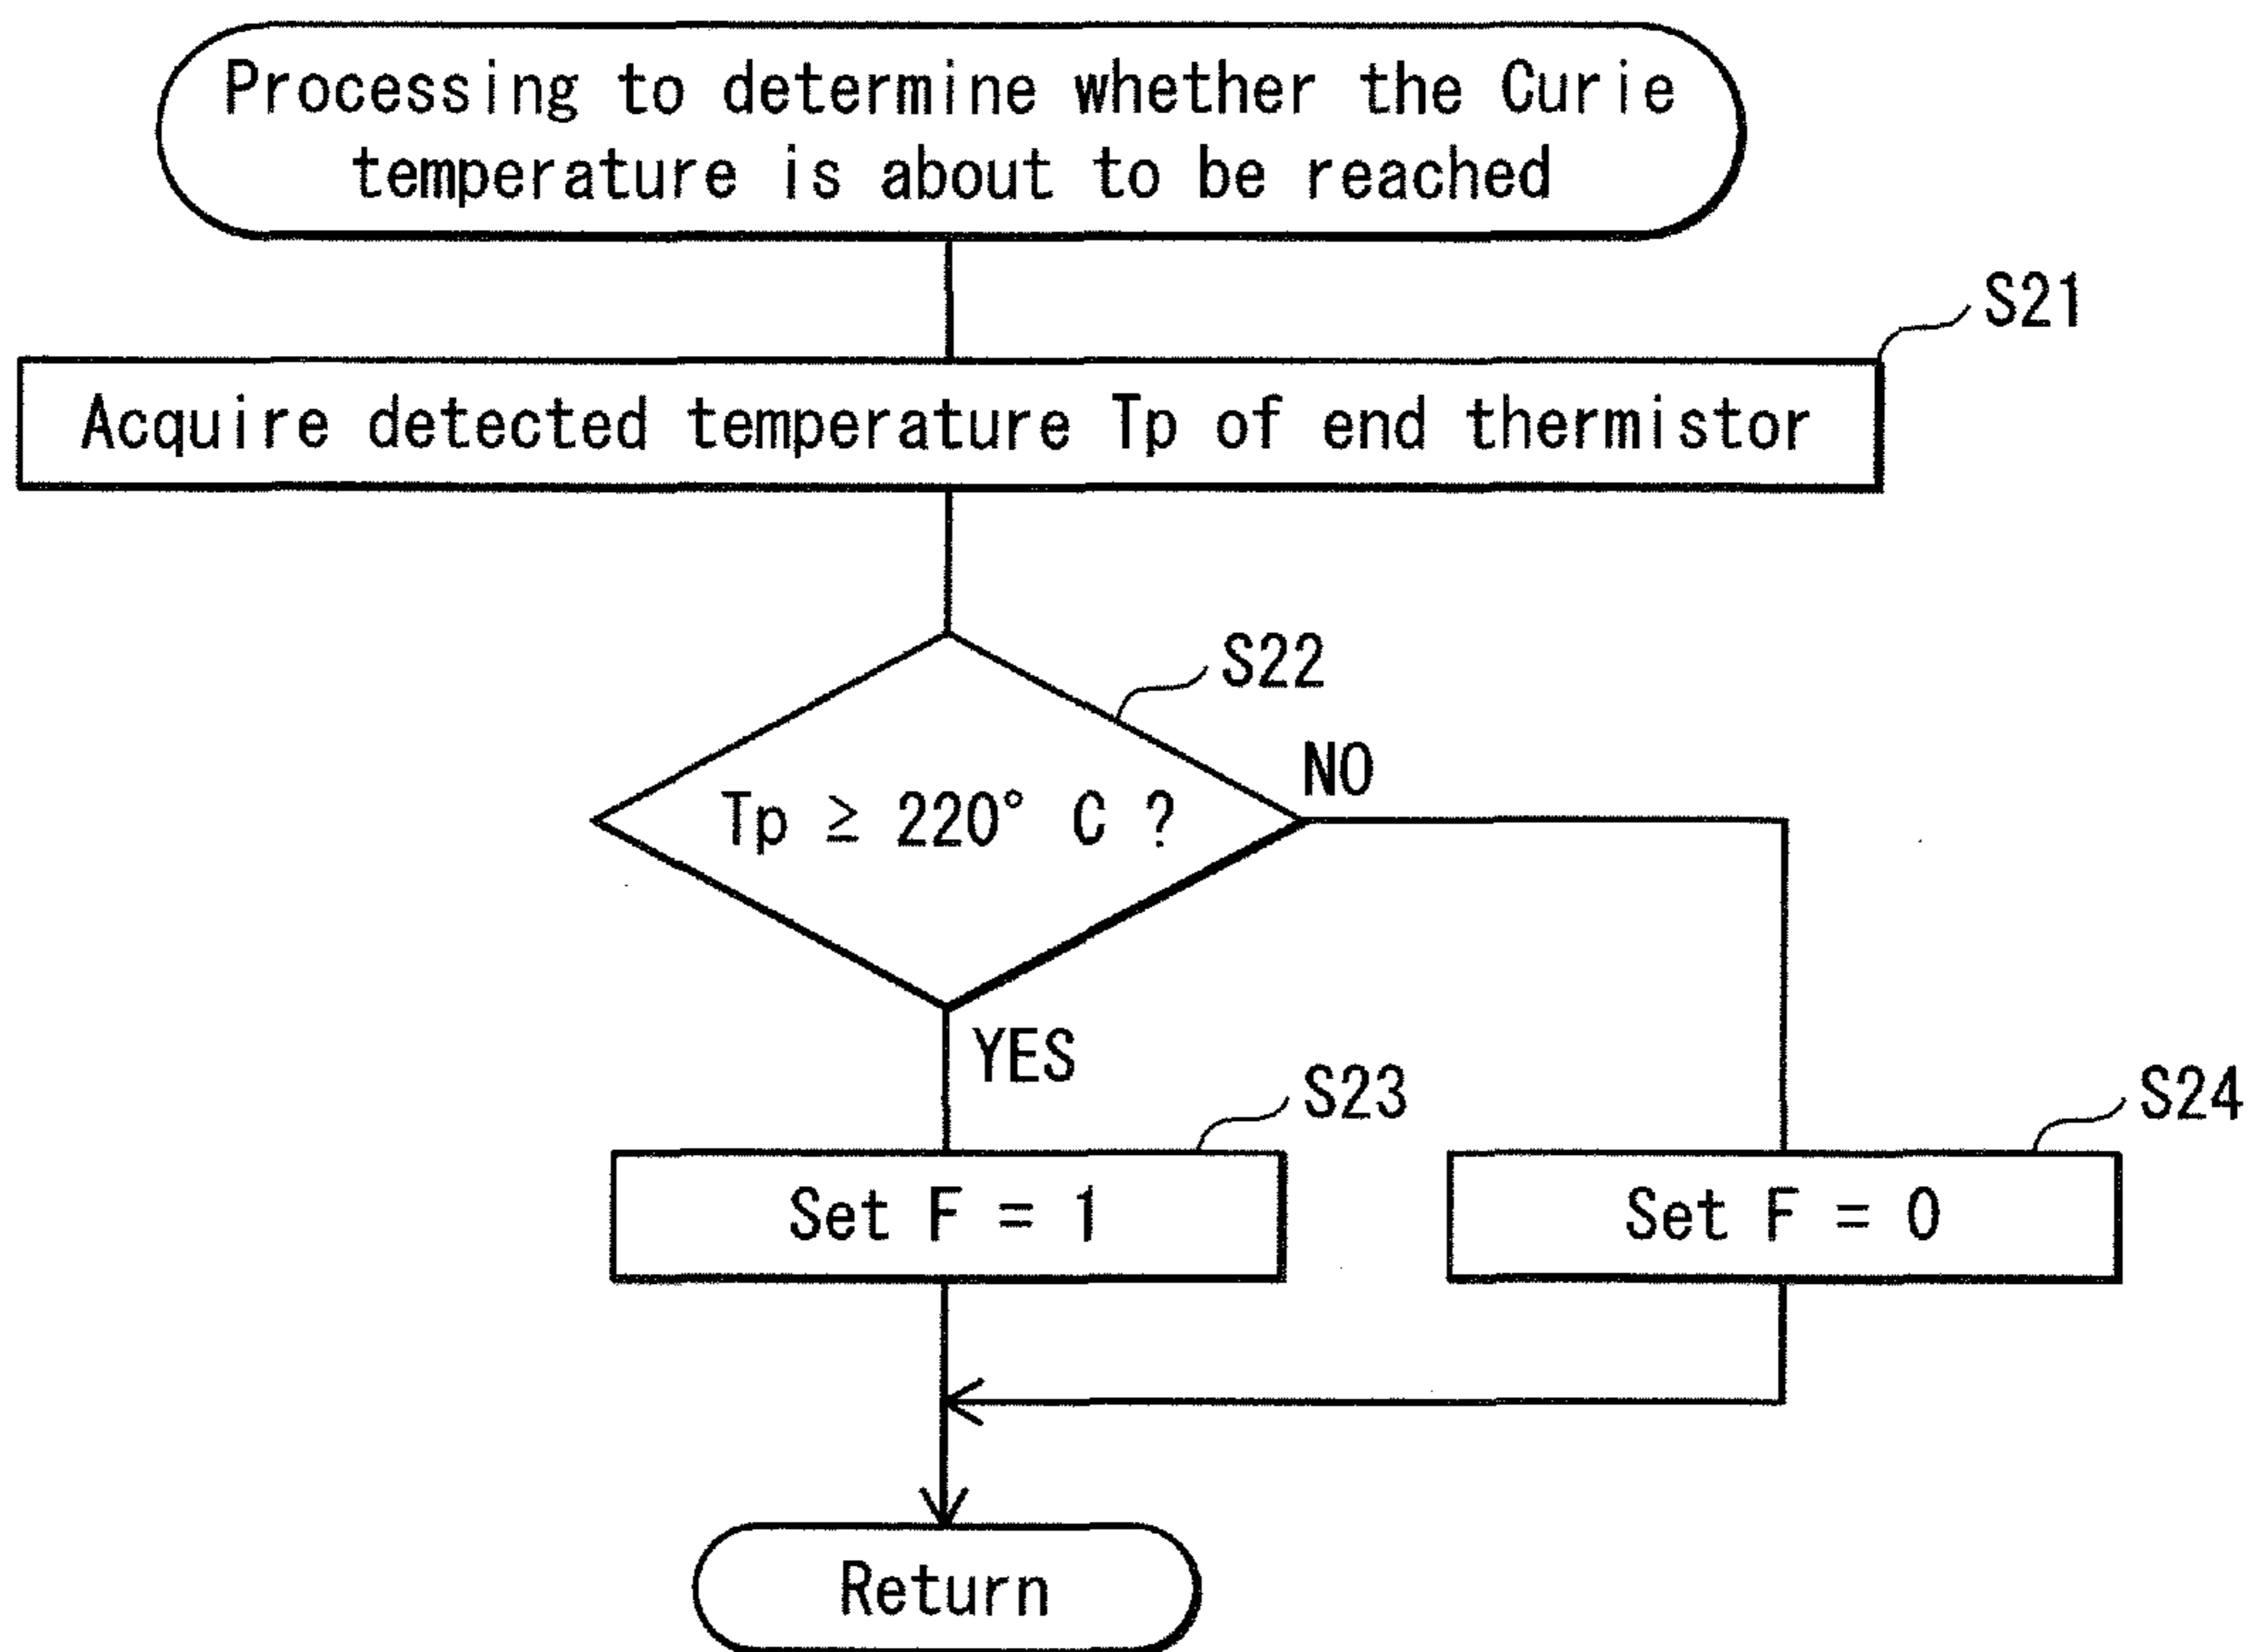 Processing to determine whether the Curie
temperature is about to be reached
S21
Acquire detected temperature Tp of end thermistor
S22
Tp ≧ 220° C ?
NO
YES
S23
S24
Set F = 1
Set F = 0
Return